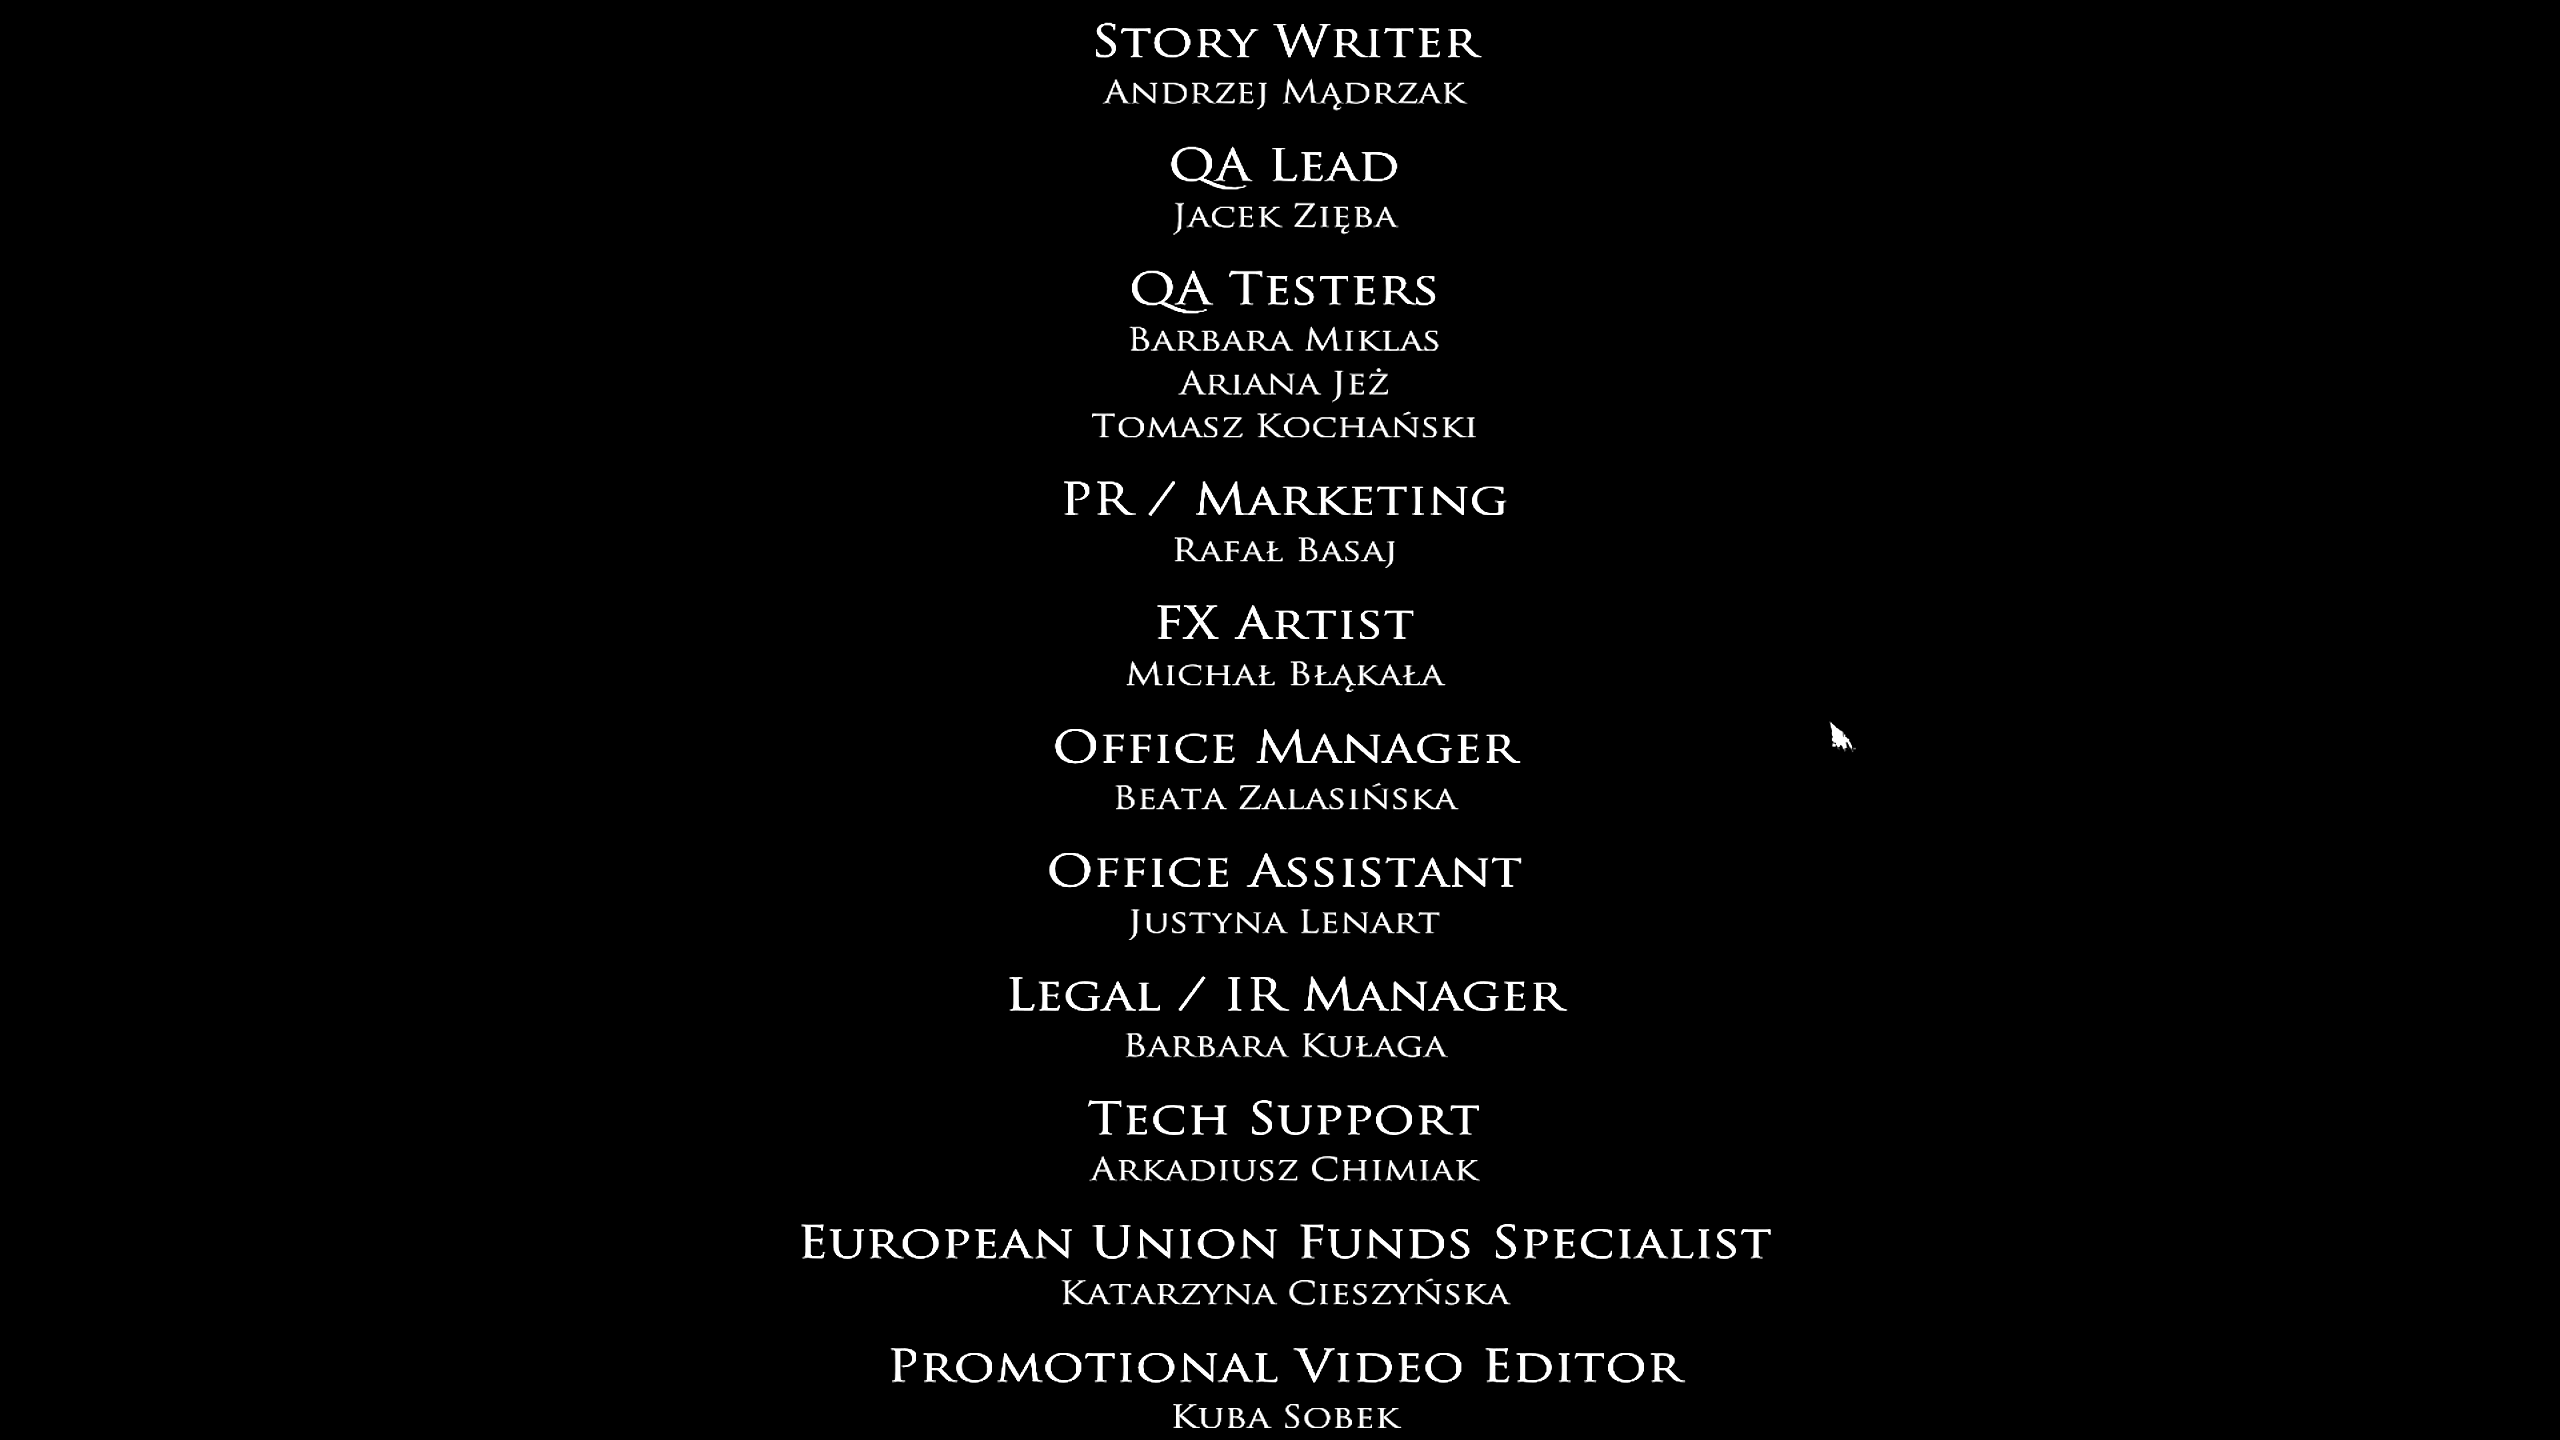 Story Writer
Andrzej Mądrzak
QA Lead
Jacek Zięba
QA Testers
Barbara Miklas
Ariana Jeż
Tomasz Kochański
PR / Marketing
Rafał Basaj
FX Artist
Michał Błąkała
Office Manager
Beata Zalasińska
Office Assistant
Justyna Lenart
Legal / IR Manager
Barbara Kułaga
Tech Support
Arkadiusz Chimiak
European Union Funds Specialist
Katarzyna Cieszyńska
Promotional Video Editor
Kuba Sobek